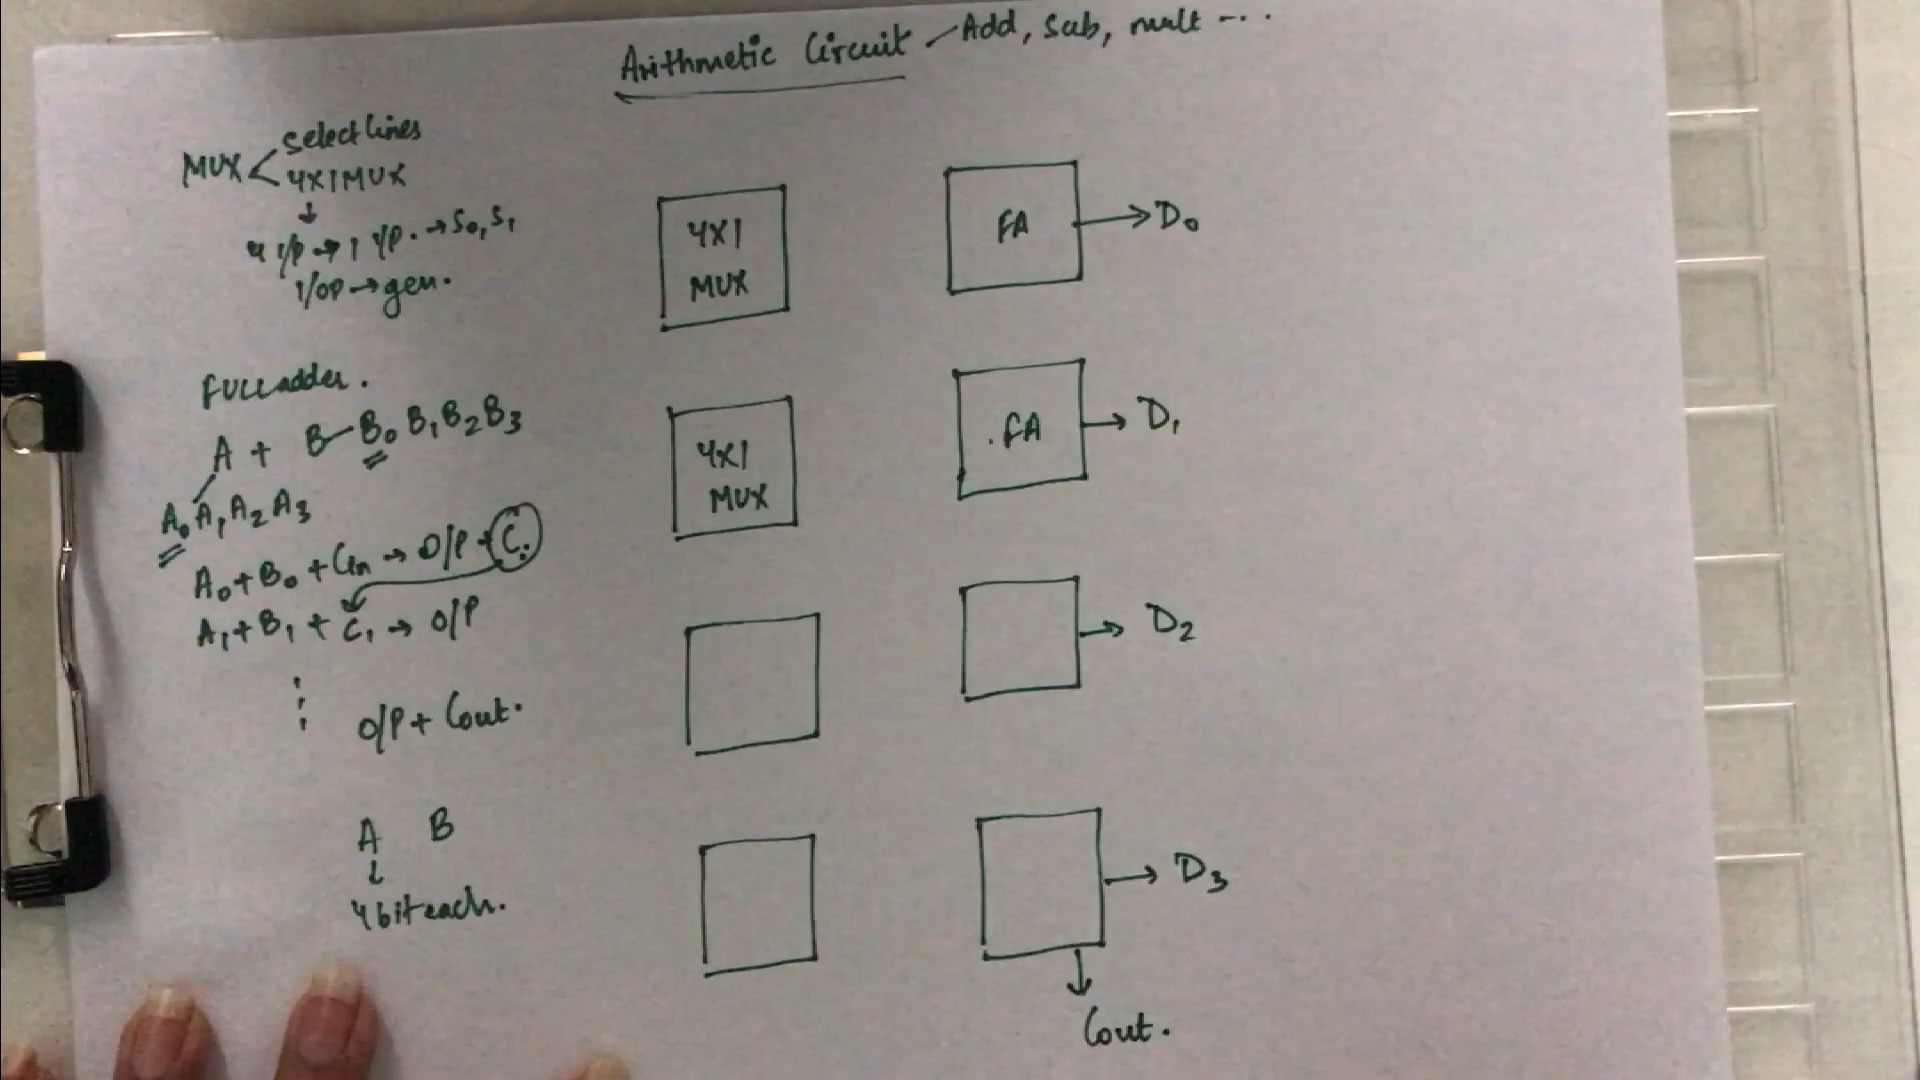 Arithmetic Circuit – Add, Sub, mult ---
MUX
Select lines
4X1MUX
4 i/p → 1 i/p. → S0, S1
1/op → gen.
FULL adder.
A + B – B0 B1 B2 B3
A0 A1 A2 A3
A0 + B0 + Cin → O/P + C1
A1 + B1 + C1 → O/P
O/P + Cout.
A B
4 bit each.
4X1
MUX
FA → D0
4X1
MUX
FA → D1
→ D2
→ D3
Cout.